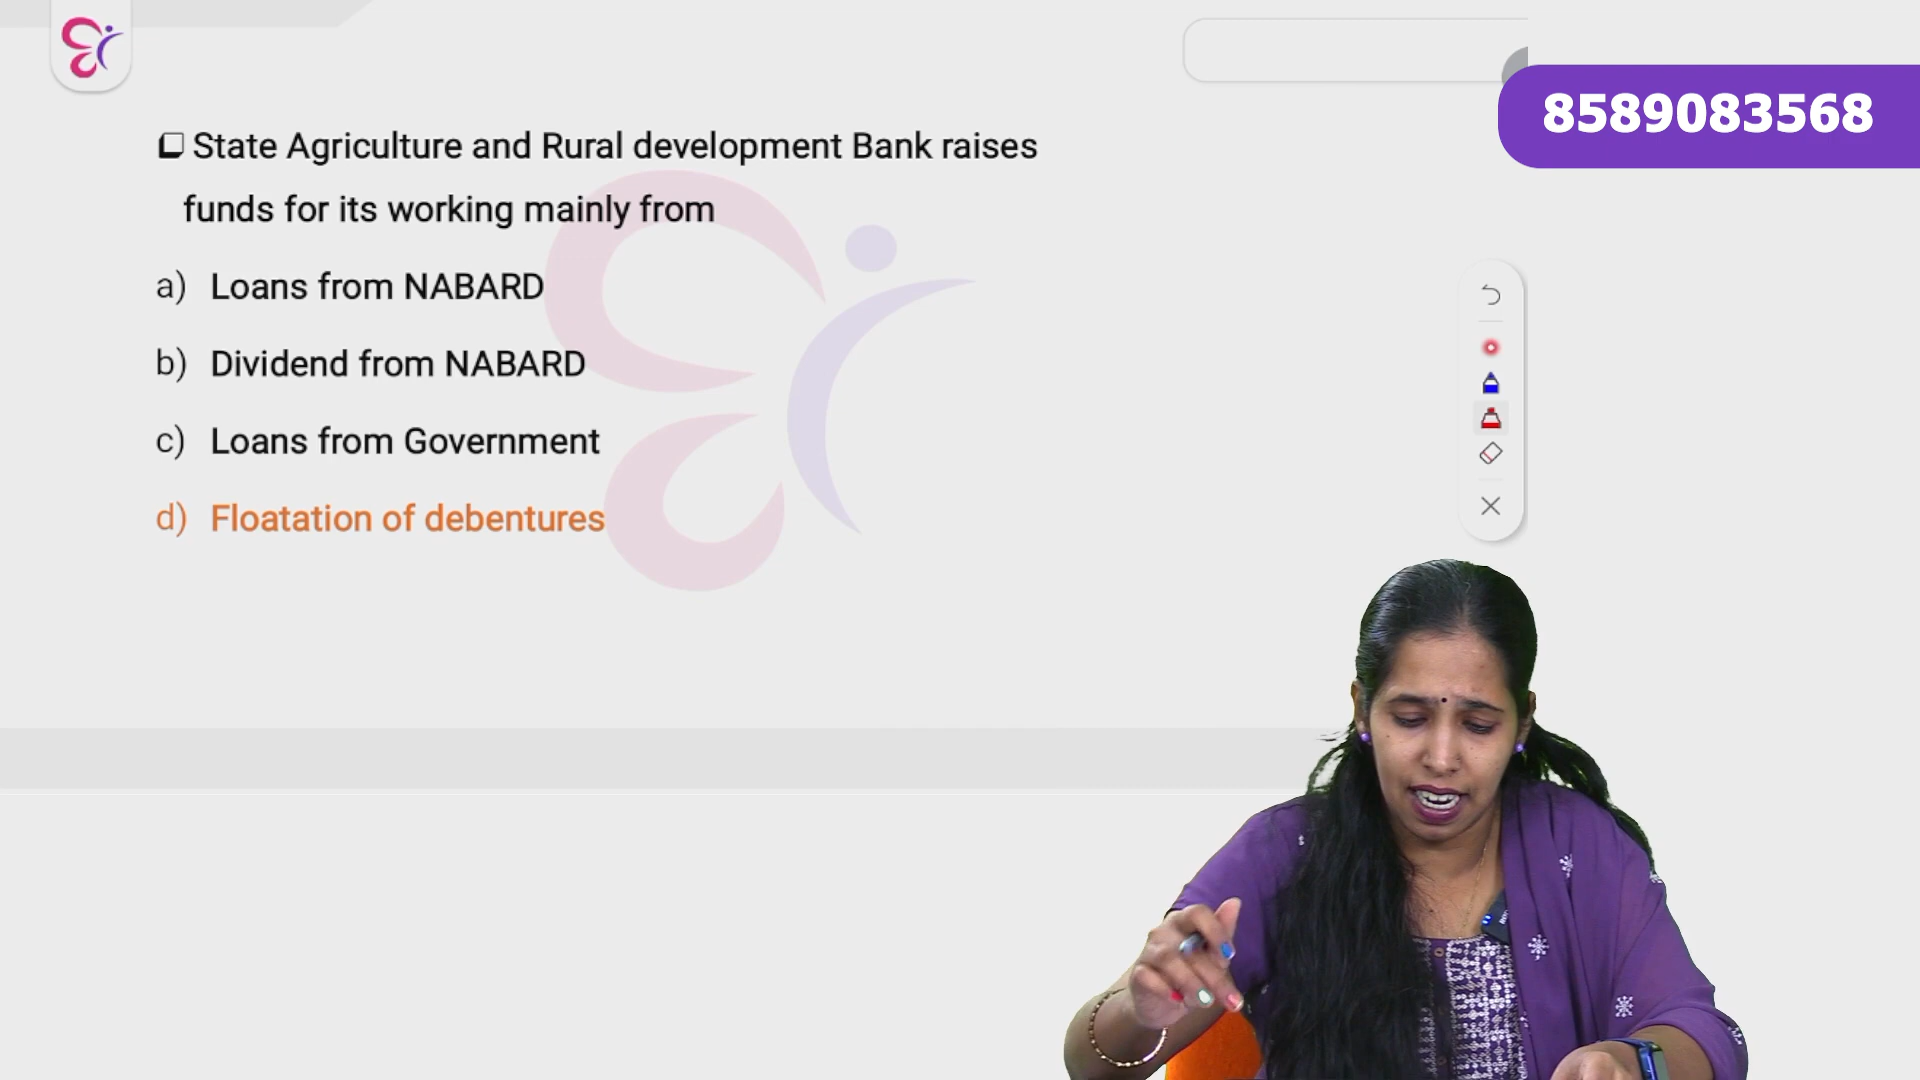 8589083568
State Agriculture and Rural development Bank raises
funds for its working mainly from
a) Loans from NABARD
b) Dividend from NABARD
c) Loans from Government
d) Floatation of debentures